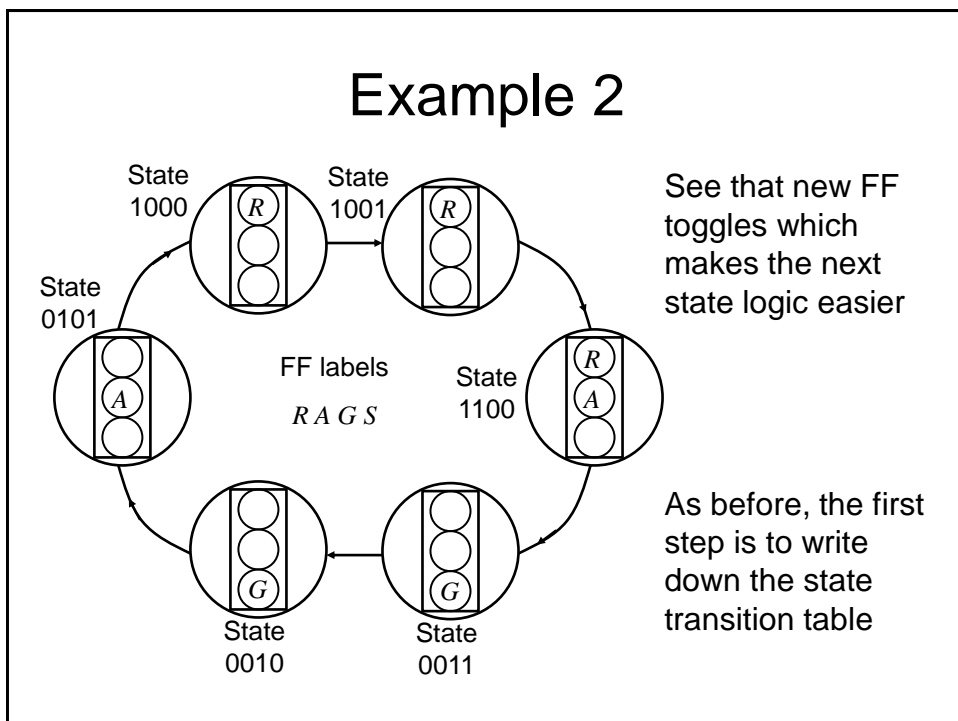 Example 2
State
1000
R
State
1001
R
See that new FF
toggles which
makes the next
state logic easier
State
0101
A
FF labels
R A G S
State
1100
R
A
G
State
0010
G
State
0011
As before, the first
step is to write
down the state
transition table